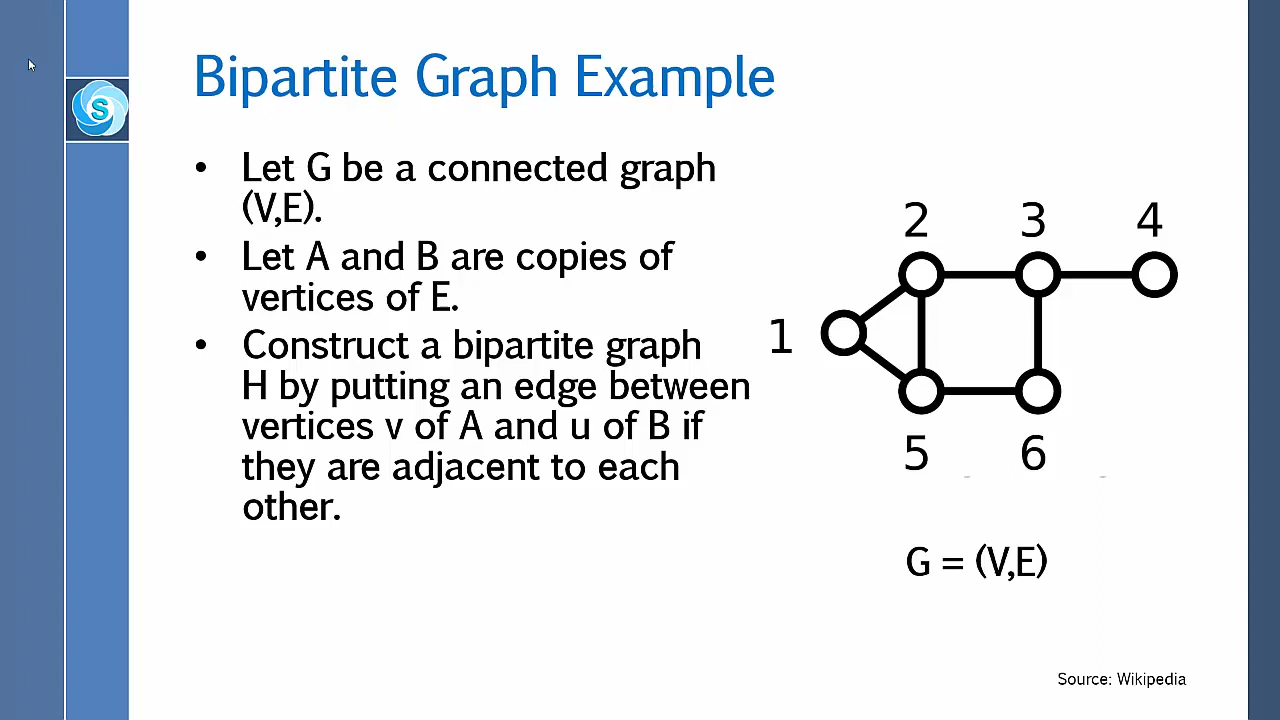 S
Bipartite Graph Example
• Let G be a connected graph
(V,E).
• Let A and B are copies of
vertices of E.
• Construct a bipartite graph
H by putting an edge between
vertices v of A and u of B if
they are adjacent to each
other.
2 3 4
1
5 6
G = (V,E)
Source: Wikipedia